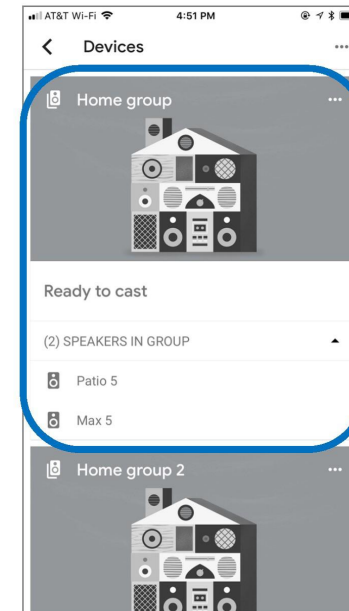 AT&T Wi-Fi 4:51 PM
Devices
Home group
Ready to cast
(2) SPEAKERS IN GROUP
Patio 5
Max 5
Home group 2